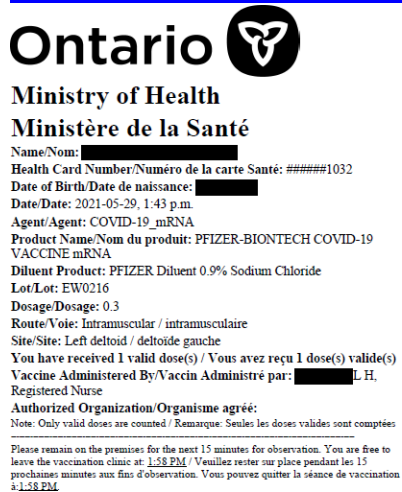 Ontario
Ministry of Health
Ministère de la Santé
Name/Nom:
Health Card Number/Numéro de la carte Santé: ######1032
Date of Birth/Date de naissance:
Date/Date: 2021-05-29, 1:43 p.m.
Agent/Agent: COVID-19_mRNA
Product Name/Nom du produit: PFIZER-BIONTECH COVID-19
VACCINE mRNA
Diluent Product: PFIZER Diluent 0.9% Sodium Chloride
Lot/Lot: EW0216
Dosage/Dosage: 0.3
Route/Voie: Intramuscular / intramusculaire
Site/Site: Left deltoid / deltoïde gauche
You have received 1 valid dose(s) / Vous avez reçu 1 dose(s) valide(s)
Vaccine Administered By/Vaccin Administré par: L H,
Registered Nurse
Authorized Organization/Organisme agréé:
Note: Only valid doses are counted / Remarque: Seules les doses valides sont comptées
Please remain on the premises for the next 15 minutes for observation. You are free to
leave the vaccination clinic at: 1:58 PM / Veuillez rester sur place pendant les 15
prochaines minutes aux fins d'observation. Vous pouvez quitter la séance de vaccination
à:1:58 PM.